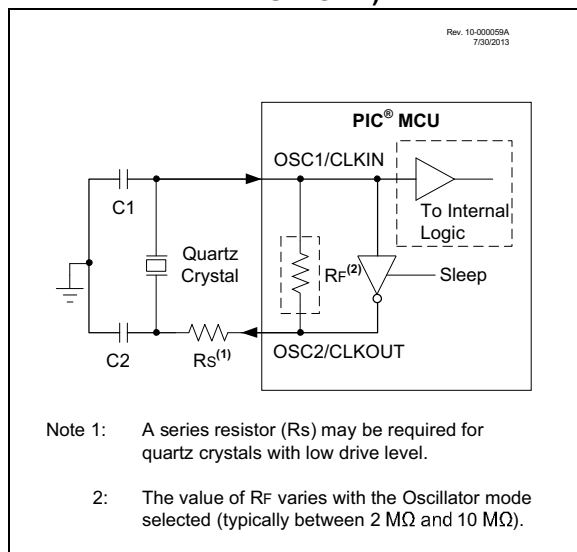 Rev. 10-000059A
7/30/2013
PIC® MCU
OSC1/CLKIN
C1
To Internal
Logic
Quartz
Crystal
RF(2)
Sleep
C2
RS(1)
OSC2/CLKOUT
Note 1: A series resistor (Rs) may be required for
quartz crystals with low drive level.
2: The value of RF varies with the Oscillator mode
selected (typically between 2 MΩ and 10 MΩ).